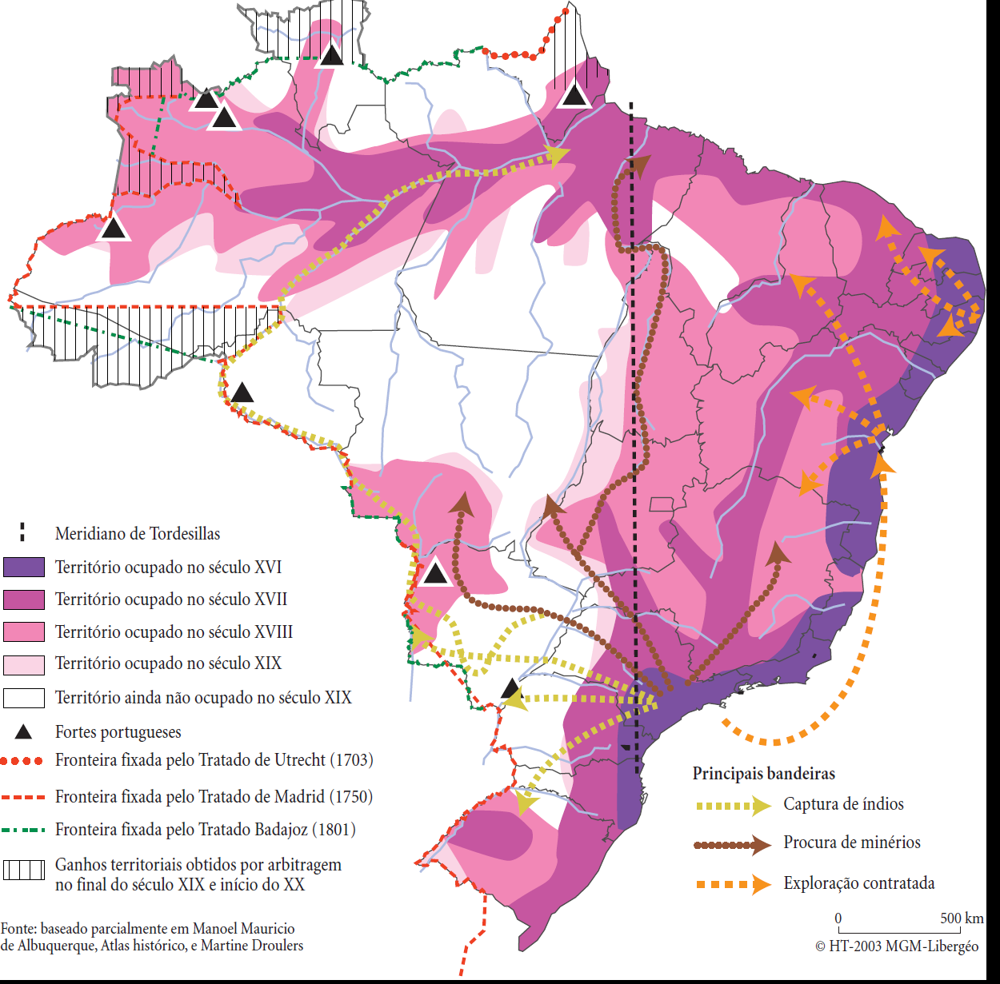 Meridiano de Tordesillas
Território ocupado no século XVI
Território ocupado no século XVII
Território ocupado no século XVIII
Território ocupado no século XIX
Território ainda não ocupado no século XIX
Fortes portugueses
Fronteira fixada pelo Tratado de Utrecht (1703)
Fronteira fixada pelo Tratado de Madrid (1750)
Fronteira fixada pelo Tratado Badajoz (1801)
Ganhos territoriais obtidos por arbitragem
no final do século XIX e início do XX
Fonte: baseado parcialmente em Manoel Mauricio
de Albuquerque, Atlas histórico, e Martine Droulers
Principais bandeiras
Captura de índios
Procura de minérios
Exploração contratada
0 500 km
© HT-2003 MGM-Libergéo